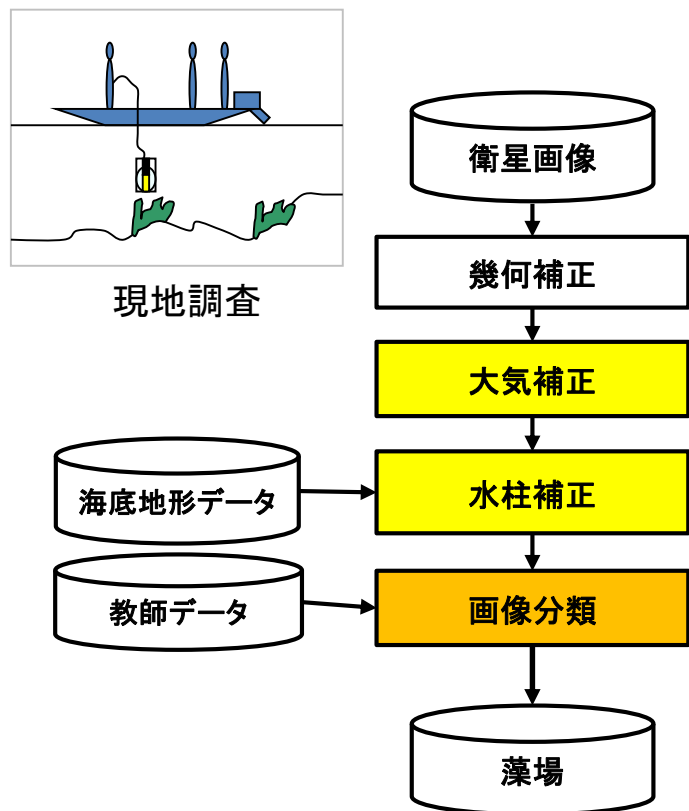 現地調査
衛星画像
幾何補正
大気補正
海底地形データ
水柱補正
教師データ
画像分類
藻場